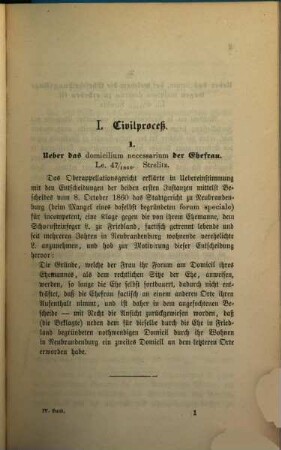 I. Civilproceß.
1.
Ueber das domicilium necessarium der Ehefrau.
Le. 47/1860. Strelitz.
Das Oberappellationsgericht erklärte in Uebereinstimmung
mit den Entscheidungen der beiden ersten Instanzen mittelst Be-
scheides vom 8. October 1860 das Stadtgericht zu Neubranden-
burg (beim Mangel eines daselbst begründeten forum speciale)
für incompetent, eine Klage gegen die von ihrem Ehemanne, dem
Schornsteinfeger L. zu Friedland, factisch getrennt lebende und
seit mehreren Jahren in Neubrandenburg wohnende verehelichte
L. anzunehmen, und hob zur Motivirung dieser Entscheidung
hervor:
Die Gründe, welche der Frau ihr Forum am Domicil ihres
Ehemannes, als dem rechtlichen Sitze der Ehe, anweisen,
werden, so lange die Ehe selbst fortdauert, dadurch nicht ent-
kräftet, daß die Ehefrau factisch an einem anderen Orte ihren
Aufenthalt nimmt, und ist daher in dem angefochtenen Be-
scheide — mit Recht die Ansicht zurückgewiesen worden, daß
(die Beklagte) neben dem für dieselbe durch die Ehe in Fried-
land begründeten nothwendigen Domicil durch ihr Wohnen
in Neubrandenburg ein zweites Domicil an dem letzteren Orte
erworben habe.
IV. Band.
1